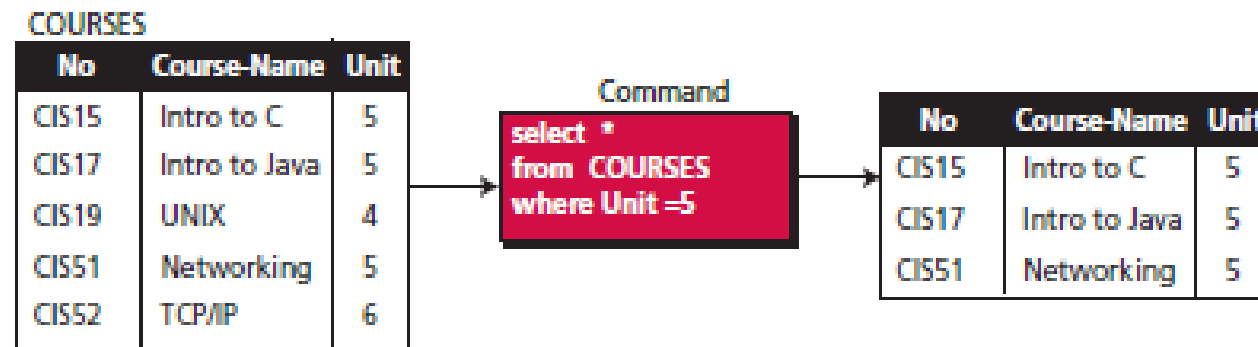 COURSES
No Course-Name Unit
CIS15 Intro to C 5
CIS17 Intro to Java 5
CIS19 UNIX 4
CIS51 Networking 5
CIS52 TCP/IP 6
Command
select *
from COURSES
where Unit =5
No Course-Name Unit
CIS15 Intro to C 5
CIS17 Intro to Java 5
CIS51 Networking 5